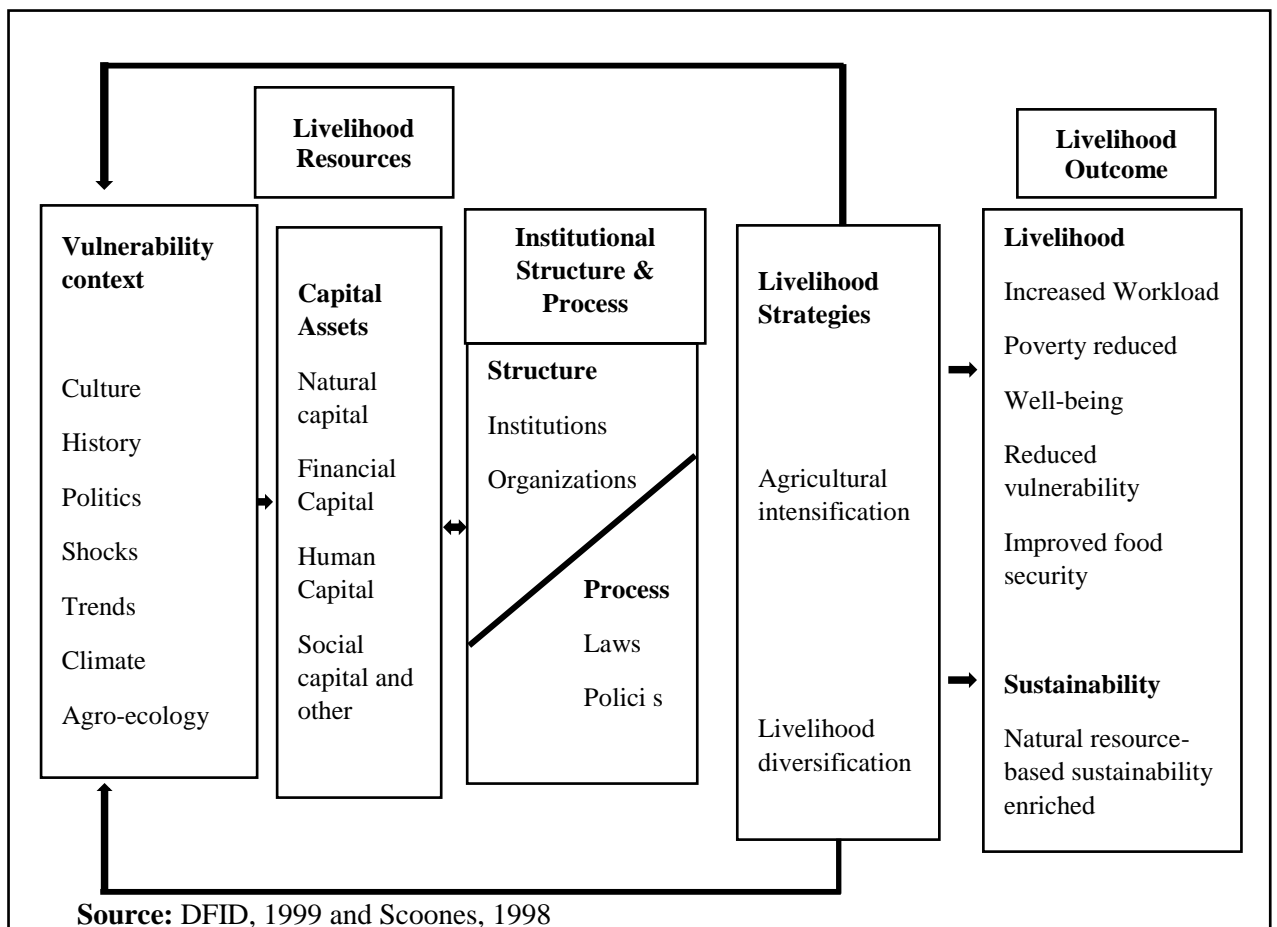 Livelihood
Resources
Livelihood
Outcome
Vulnerability
context
Culture
History
Politics
Shocks
Trends
Climate
Agro-ecology
Capital
Assets
Natural
capital
Financial
Capital
Human
Capital
Social
capital and
other
Institutional
Structure &
Process
Structure
Institutions
Organizations
Process
Laws
Polici s
Livelihood
Strategies
Agricultural
intensification
Livelihood
diversification
Livelihood
Increased Workload
Poverty reduced
Well-being
Reduced
vulnerability
Improved food
security
Sustainability
Natural resource-
based sustainability
enriched
Source: DFID, 1999 and Scoones, 1998